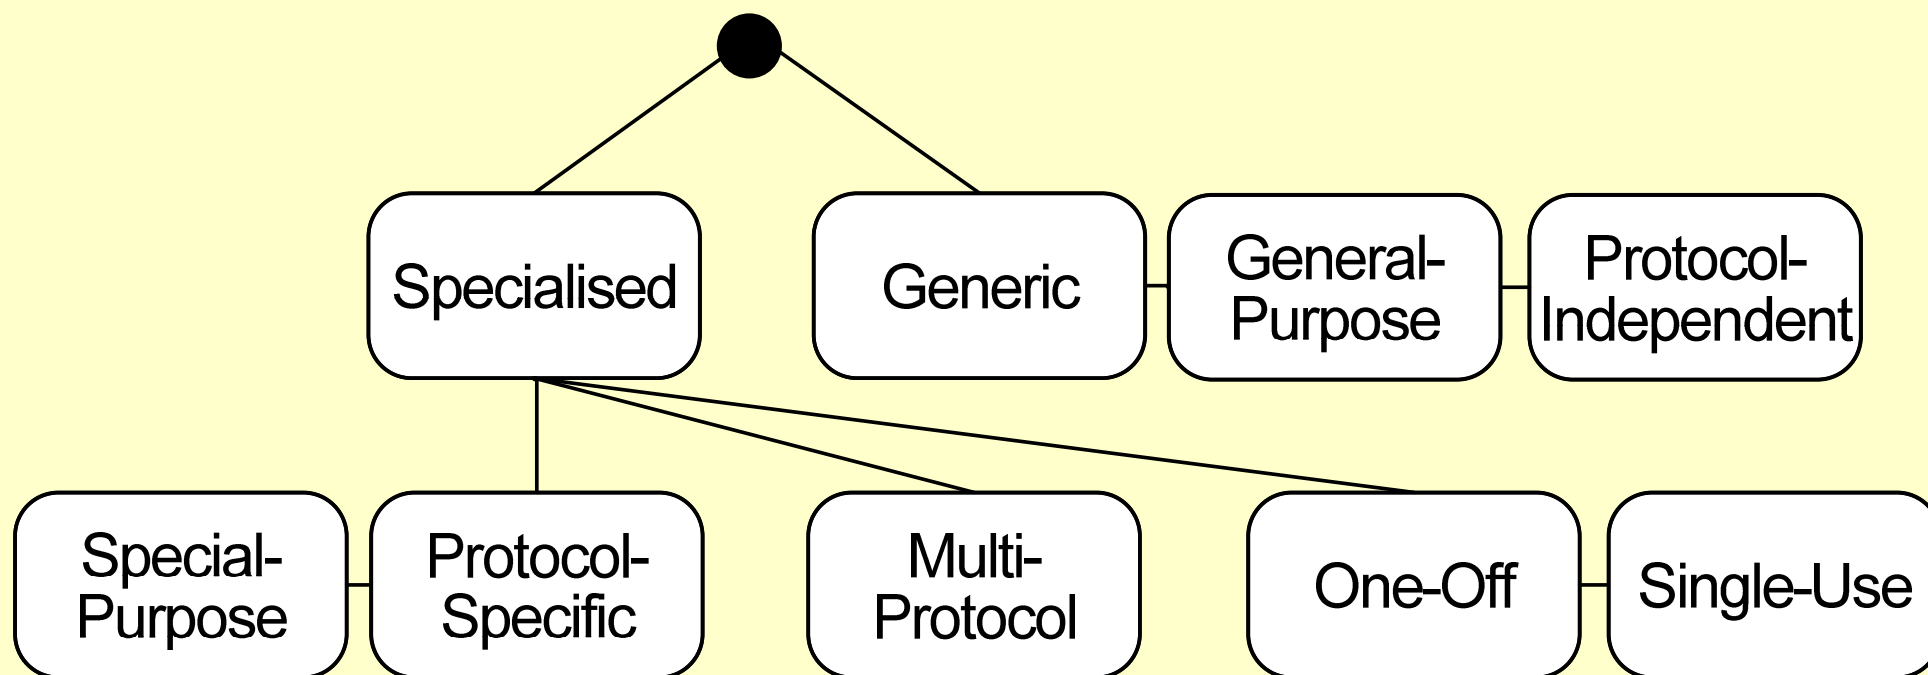 Specialised
Generic
General-
Purpose
Protocol-
Independent
Special-
Purpose
Protocol-
Specific
Multi-
Protocol
One-Off
Single-Use